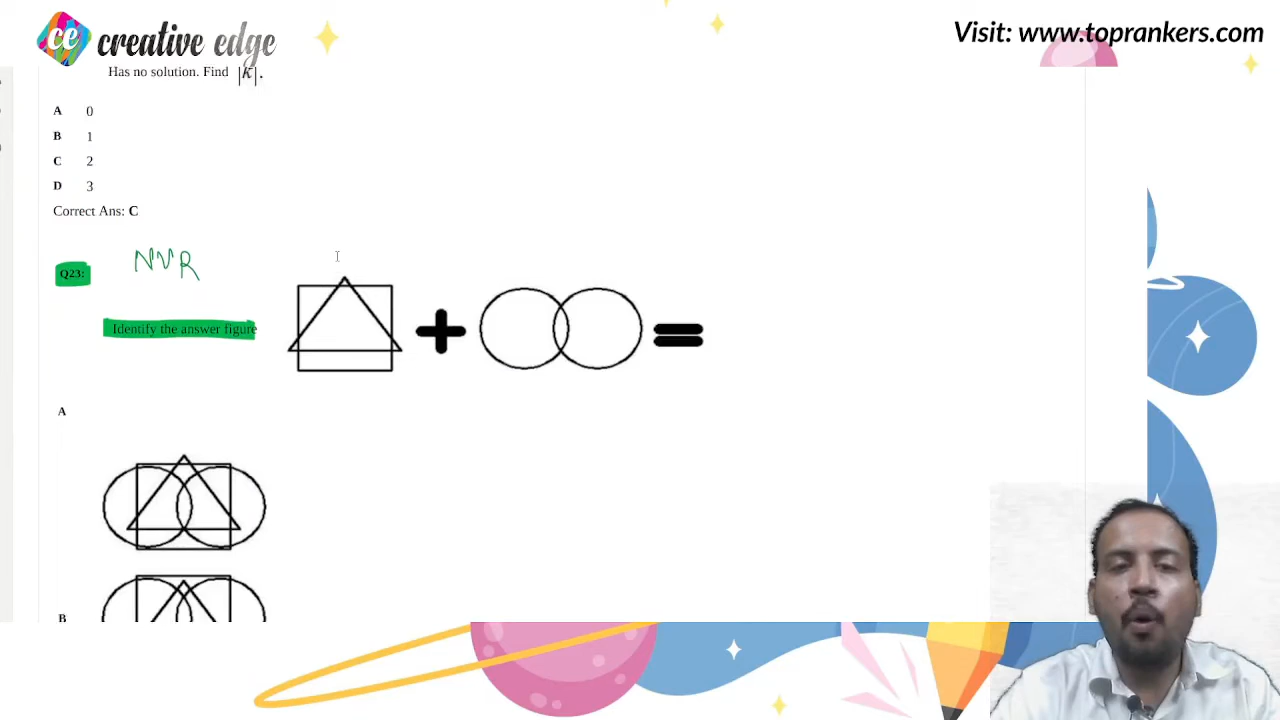 ce creative edge
Visit: www.toprankers.com
Has no solution. Find |k|.
A 0
B 1
C 2
D 3
Correct Ans: C
NVR
Q23:
Identify the answer figure
A
B